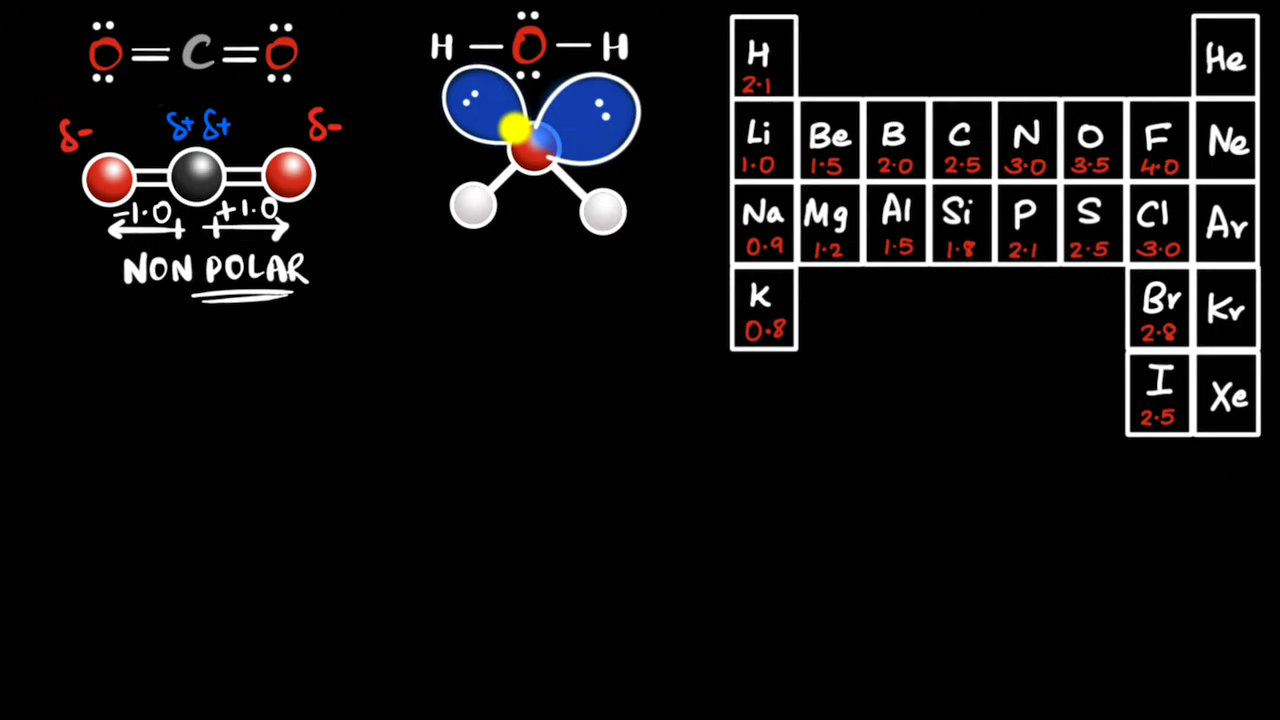 O = C = O
δ- δ+ δ+ δ-
-1.0 +1.0
NON POLAR
H - O - H
H He
2.1
Li Be B C N O F Ne
1.0 1.5 2.0 2.5 3.0 3.5 4.0
Na Mg Al Si P S Cl Ar
0.9 1.2 1.5 1.8 2.1 2.5 3.0
K Br Kr
0.8 2.8
I Xe
2.5